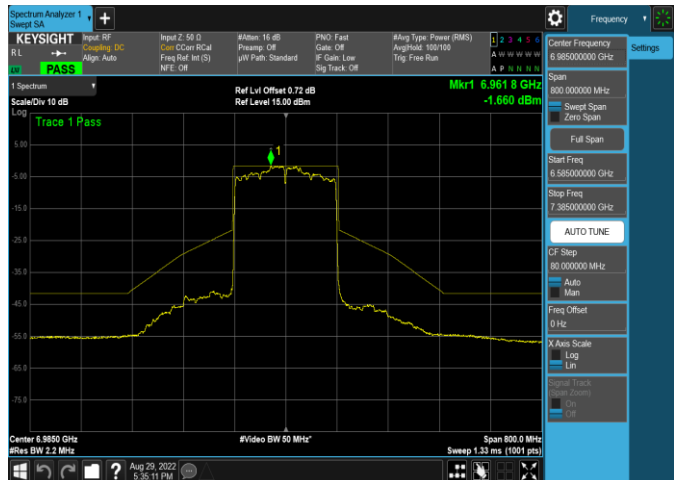 Spectrum Analyzer 1
Swept SA
+
Frequency
KEYSIGHT
RL
LW
PASS
Input: RF
Coupling: DC
Align: Auto
Input Z: 50 Ω
Corr CCorr RCal
Freq Ref: Int (S)
NFE: Off
#Atten: 16 dB
Preamp: Off
µW Path: Standard
PNO: Fast
Gate: Off
IF Gain: Low
Sig Track: Off
#Avg Type: Power (RMS)
Avg|Hold: 100/100
Trig: Free Run
1 2 3 4 5 6
A W W W W W
A P N N N N
1 Spectrum
Scale/Div 10 dB
Log
Ref Lvl Offset 0.72 dB
Ref Level 15.00 dBm
Mkr1 6.961 8 GHz
-1.660 dBm
Trace 1 Pass
1
5.00
-5.00
-15.0
-25.0
-35.0
-45.0
-55.0
-65.0
-75.0
Center 6.9850 GHz
#Res BW 2.2 MHz
#Video BW 50 MHz*
Span 800.0 MHz
Sweep 1.33 ms (1001 pts)
?
Aug 29, 2022
5:35:11 PM
Center Frequency
6.985000000 GHz
Settings
Span
800.000000 MHz
Swept Span
Zero Span
Full Span
Start Freq
6.585000000 GHz
Stop Freq
7.385000000 GHz
AUTO TUNE
CF Step
80.000000 MHz
Auto
Man
Freq Offset
0 Hz
X Axis Scale
Log
Lin
Signal Track
(Span Zoom)
On
Off